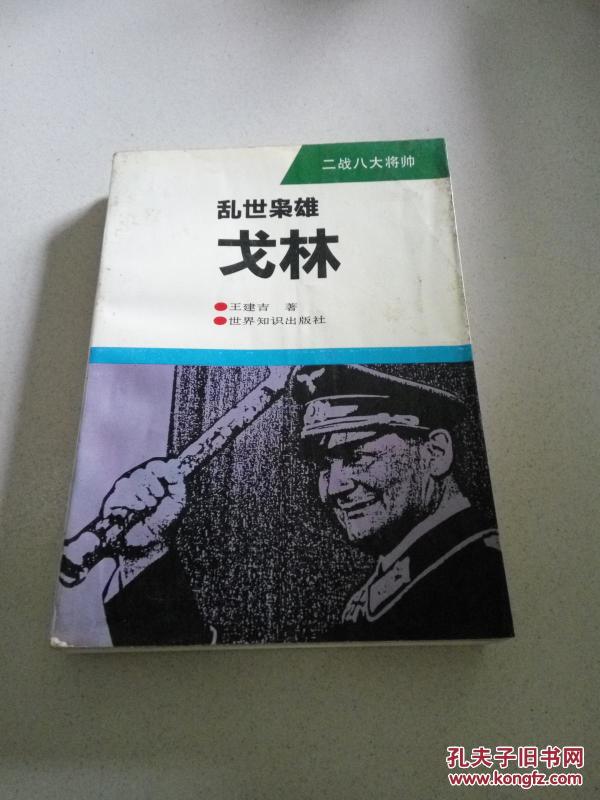 二战八大将帅
乱世枭雄
戈林
王建吉 著
世界知识出版社
孔夫子旧书网
www.kongfz.com